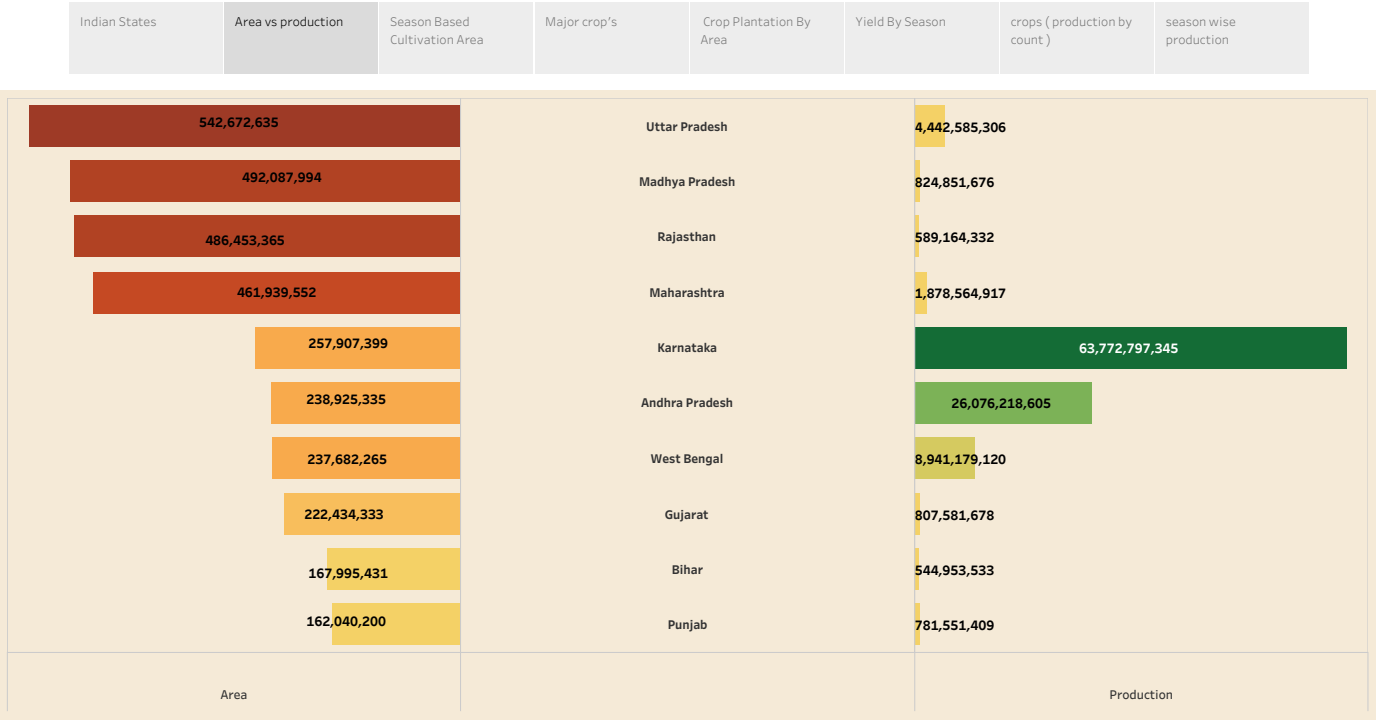 Indian States
Area vs production
Season Based
Cultivation Area
Major crop's
Crop Plantation By
Area
Yield By Season
crops ( production by
count )
season wise
production
542,672,635
Uttar Pradesh
4,442,585,306
492,087,994
Madhya Pradesh
824,851,676
486,453,365
Rajasthan
589,164,332
461,939,552
Maharashtra
1,878,564,917
257,907,399
Karnataka
63,772,797,345
238,925,335
Andhra Pradesh
26,076,218,605
237,682,265
West Bengal
8,941,179,120
222,434,333
Gujarat
807,581,678
167,995,431
Bihar
544,953,533
162,040,200
Punjab
781,551,409
Area
Production